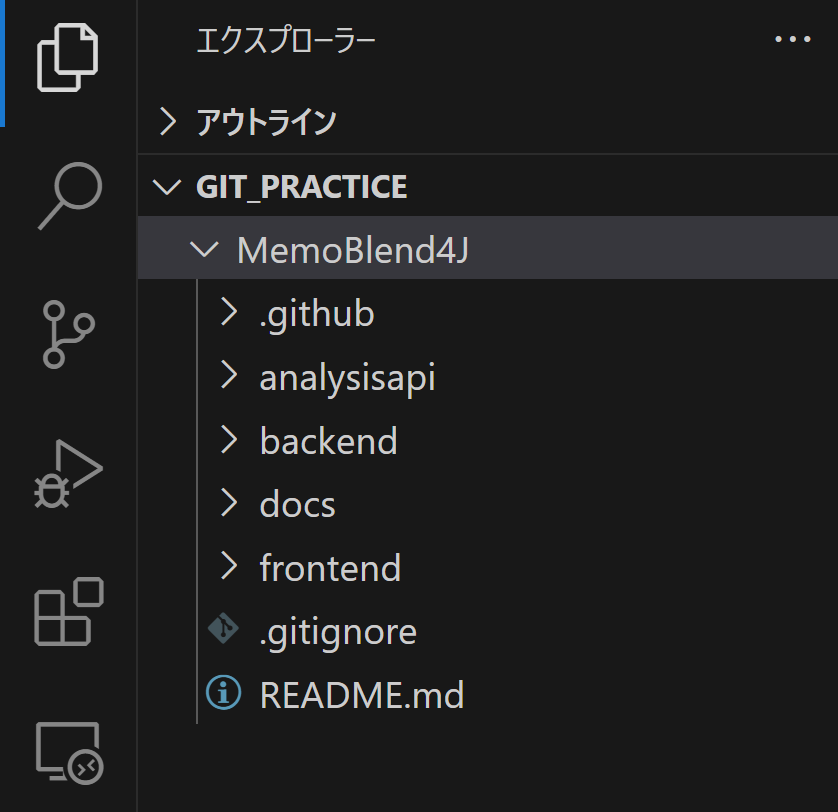 エクスプローラー
アウトライン
GIT_PRACTICE
MemoBlend4J
.github
analysisapi
backend
docs
frontend
.gitignore
README.md